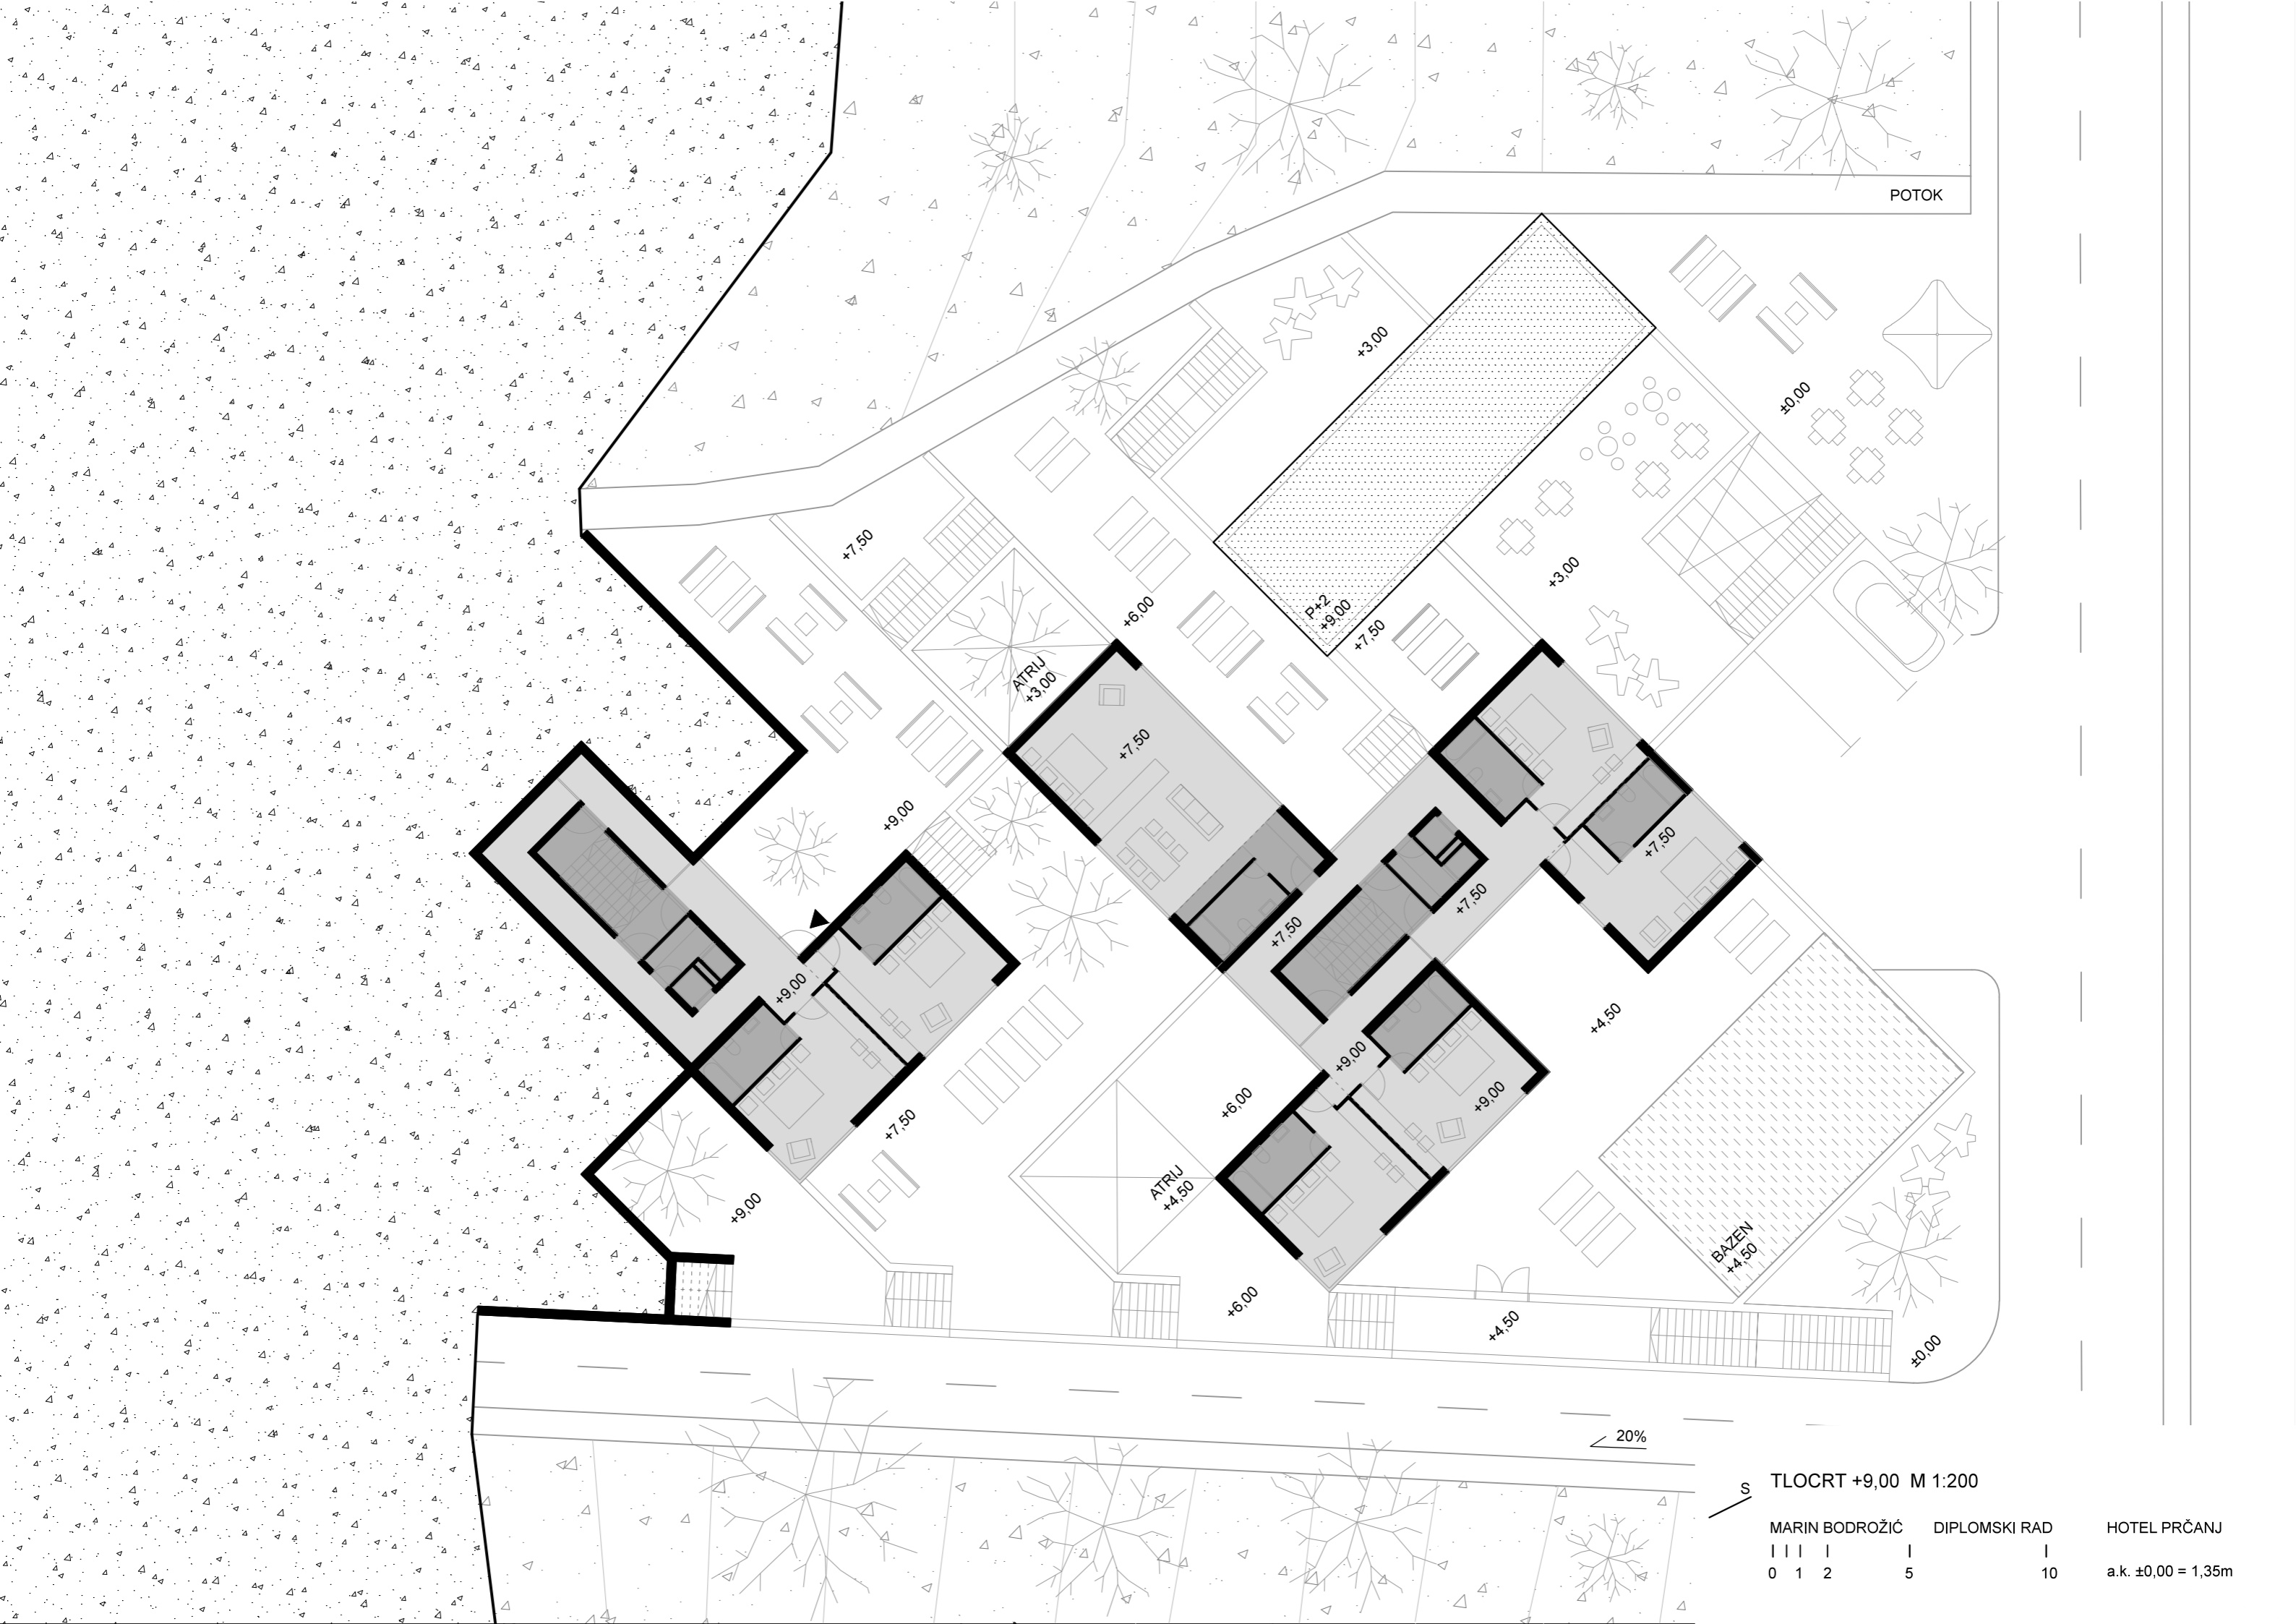 POTOK
+3,00
±0,00
+7,50
+3,00
+6,00
P+2
+9,00
+7,50
ATRIJ
+3,00
+7,50
+9,00
+7,50
+7,50
+7,50
+9,00
+4,50
+9,00
+9,00
+6,00
+7,50
ATRIJ
+4,50
+9,00
BAZEN
+4,50
+6,00
+4,50
±0,00
20%
S
TLOCRT +9,00 M 1:200
MARIN BODROŽIĆ DIPLOMSKI RAD HOTEL PRČANJ
0 1 2 5 10
a.k. ±0,00 = 1,35m